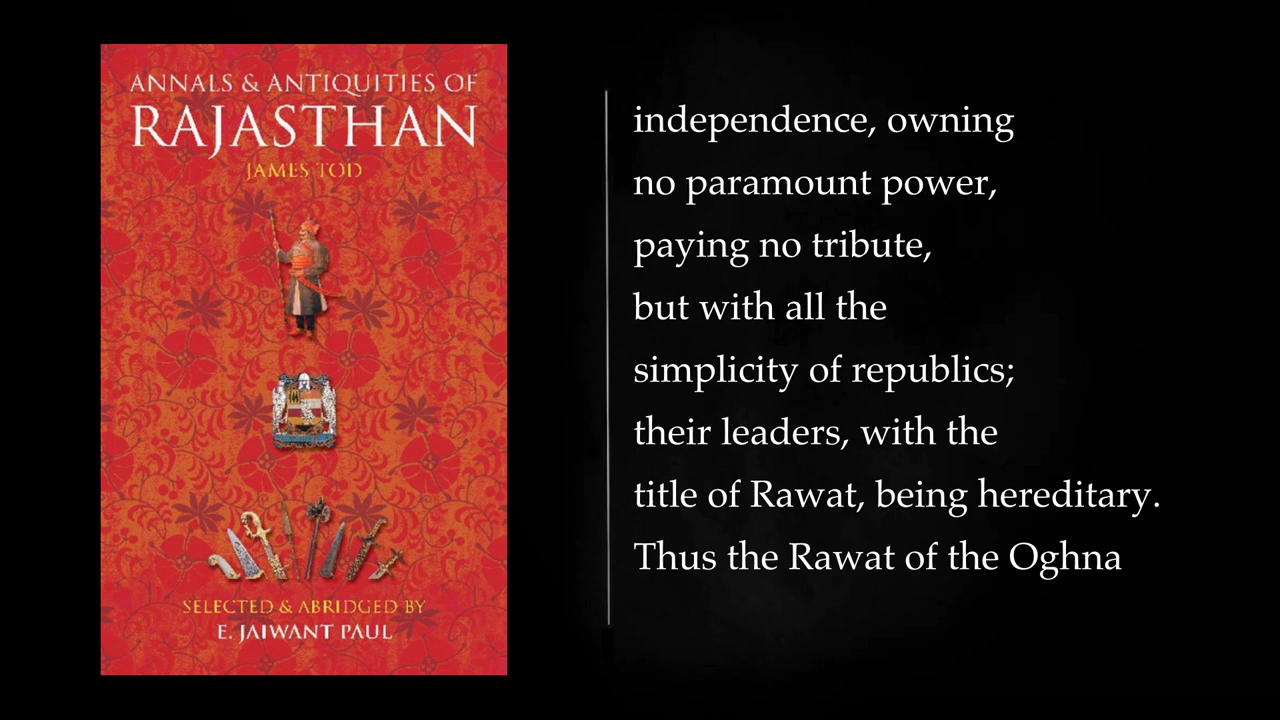 ANNALS & ANTIQUITIES OF
RAJASTHAN
JAMES TOD
SELECTED & ABRIDGED BY
E. JAIWANT PAUL
independence, owning
no paramount power,
paying no tribute,
but with all the
simplicity of republics;
their leaders, with the
title of Rawat, being hereditary.
Thus the Rawat of the Oghna